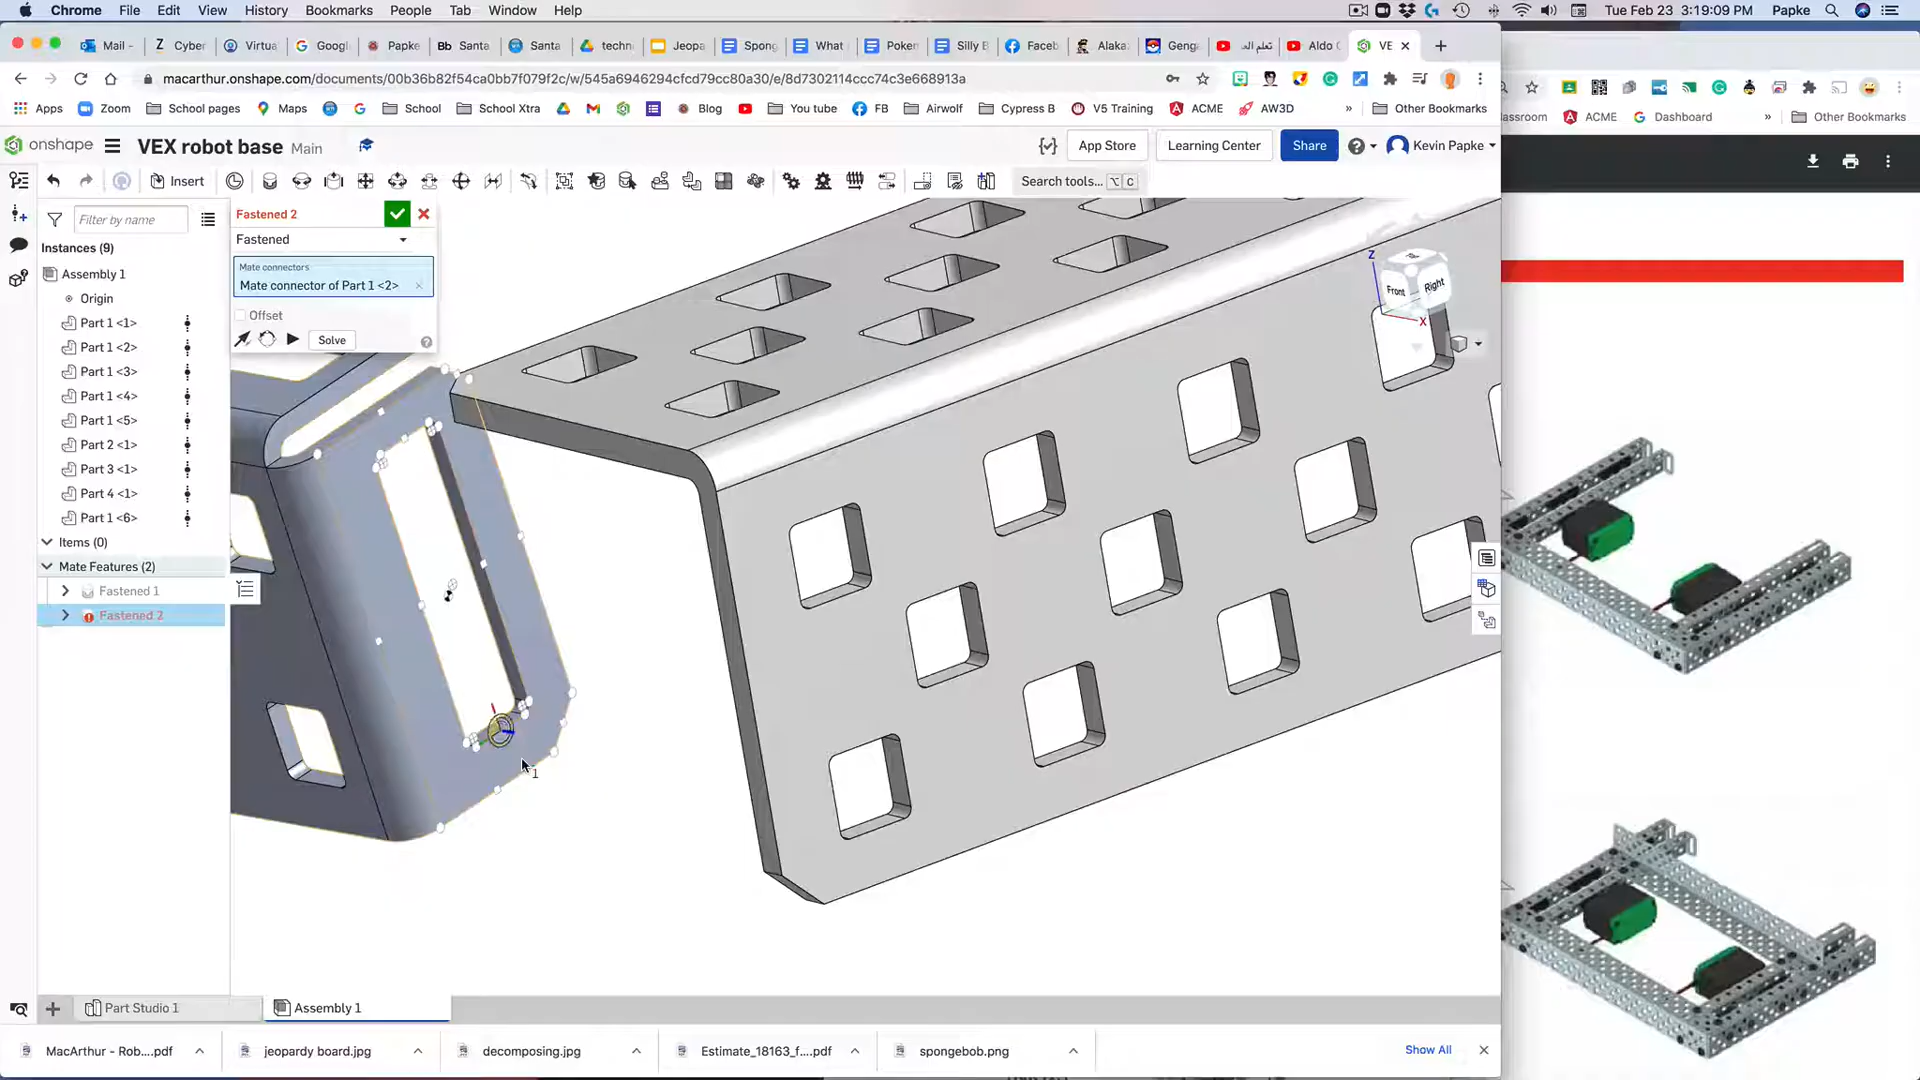 Chrome File Edit View History Bookmarks People Tab Window Help Tue Feb 23 3:19:09 PM Papke
Mail - Cyber Virtua Googl Papke Bb Santa Santa techn Jeopa Spong What Poken Silly B Faceb Alaka Genga Aldo VE
macarthur.onshape.com/documents/00b36b82f54ca0bb7f079f2c/w/545a6946294cfcd79cc80a30/e/8d7302114ccc74c3e668913a
Apps Zoom School pages Maps School School Xtra Blog You tube FB Airwolf Cypress B V5 Training ACME AW3D » Other Bookmarks
lassroom ACME Dashboard » Other Bookmarks
onshape VEX robot base Main App Store Learning Center Share Kevin Papke
Insert Search tools... ⌥ C
Filter by name
Fastened 2
Fastened
Instances (9)
Mate connectors
Mate connector of Part 1 <2>
Assembly 1
Origin
Offset
Part 1 <1>
Solve
Part 1 <2>
Part 1 <3>
Part 1 <4>
Part 1 <5>
Part 2 <1>
Part 3 <1>
Part 4 <1>
Part 1 <6>
Items (0)
Mate Features (2)
Fastened 1
Fastened 2
Z
Front Right
X
1
Part Studio 1 Assembly 1
MacArthur - Rob....pdf jeopardy board.jpg decomposing.jpg Estimate_18163_f....pdf spongebob.png Show All